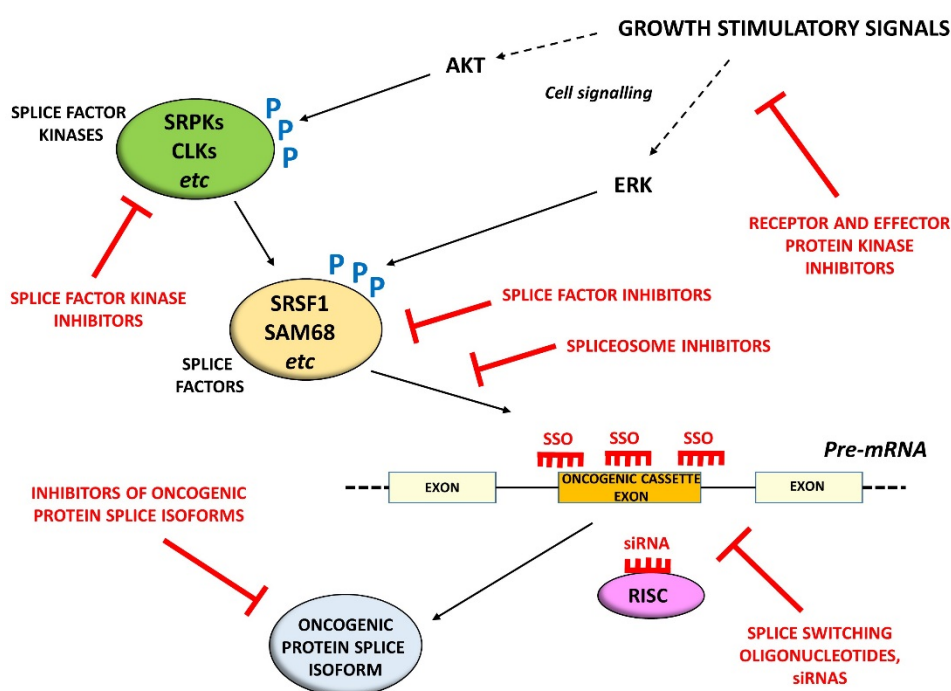 GROWTH STIMULATORY SIGNALS
AKT
Cell signalling
SPLICE FACTOR
KINASES
SRPKs
CLKs
etc
P
P
P
ERK
RECEPTOR AND EFFECTOR
PROTEIN KINASE
INHIBITORS
SPLICE FACTOR KINASE
INHIBITORS
P
P
P
SRSF1
SAM68
etc
SPLICE
FACTORS
SPLICE FACTOR INHIBITORS
SPLICEOSOME INHIBITORS
SSO
SSO
SSO
Pre-mRNA
EXON
ONCOGENIC CASSETTE
EXON
EXON
INHIBITORS OF ONCOGENIC
PROTEIN SPLICE ISOFORMS
siRNA
RISC
ONCOGENIC
PROTEIN SPLICE
ISOFORM
SPLICE SWITCHING
OLIGONUCLEOTIDES,
siRNAS